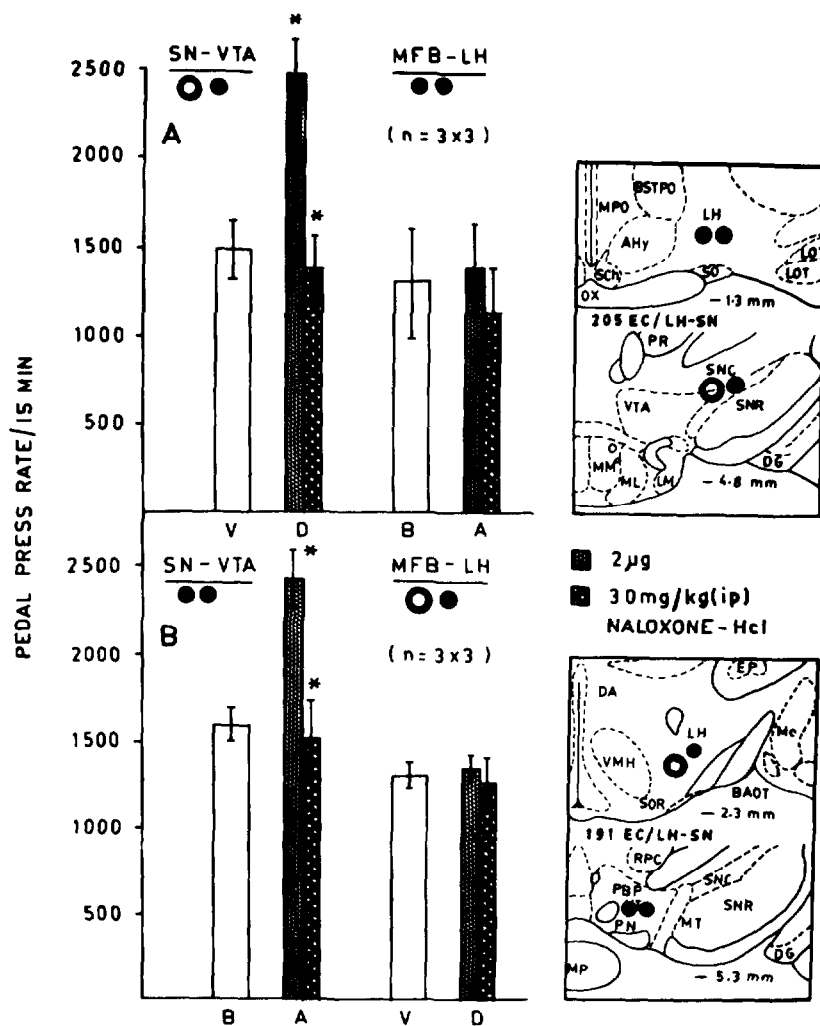 PEDAL PRESS RATE/15 MIN
SN-VTA
MFB-LH
A
(n = 3x3)
*
*
2500
2000
1500
1000
500
V
D
B
A
SN-VTA
MFB-LH
B
(n = 3x3)
*
*
2500
2000
1500
1000
500
B
A
V
D
BSTPO
MPO
LH
AHy
LOT
LOT
SCh
SO
OX
-1.3 mm
205 EC/LH-SN
PR
SNC
VTA
SNR
MM
ML
LM
DG
-4.8 mm
2µg
30mg/kg(ip)
NALOXONE-Hcl
EP
DA
LH
Me
VMH
SOR
BAOT
-2.3 mm
191 EC/LH-SN
RPC
SNC
PBP
SNR
PN
MT
DG
MP
-5.3 mm